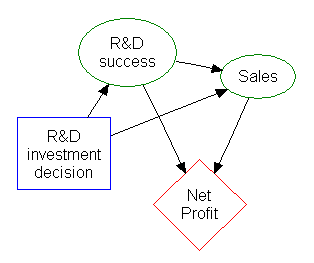 R&D
success
Sales
R&D
investment
decision
Net
Profit